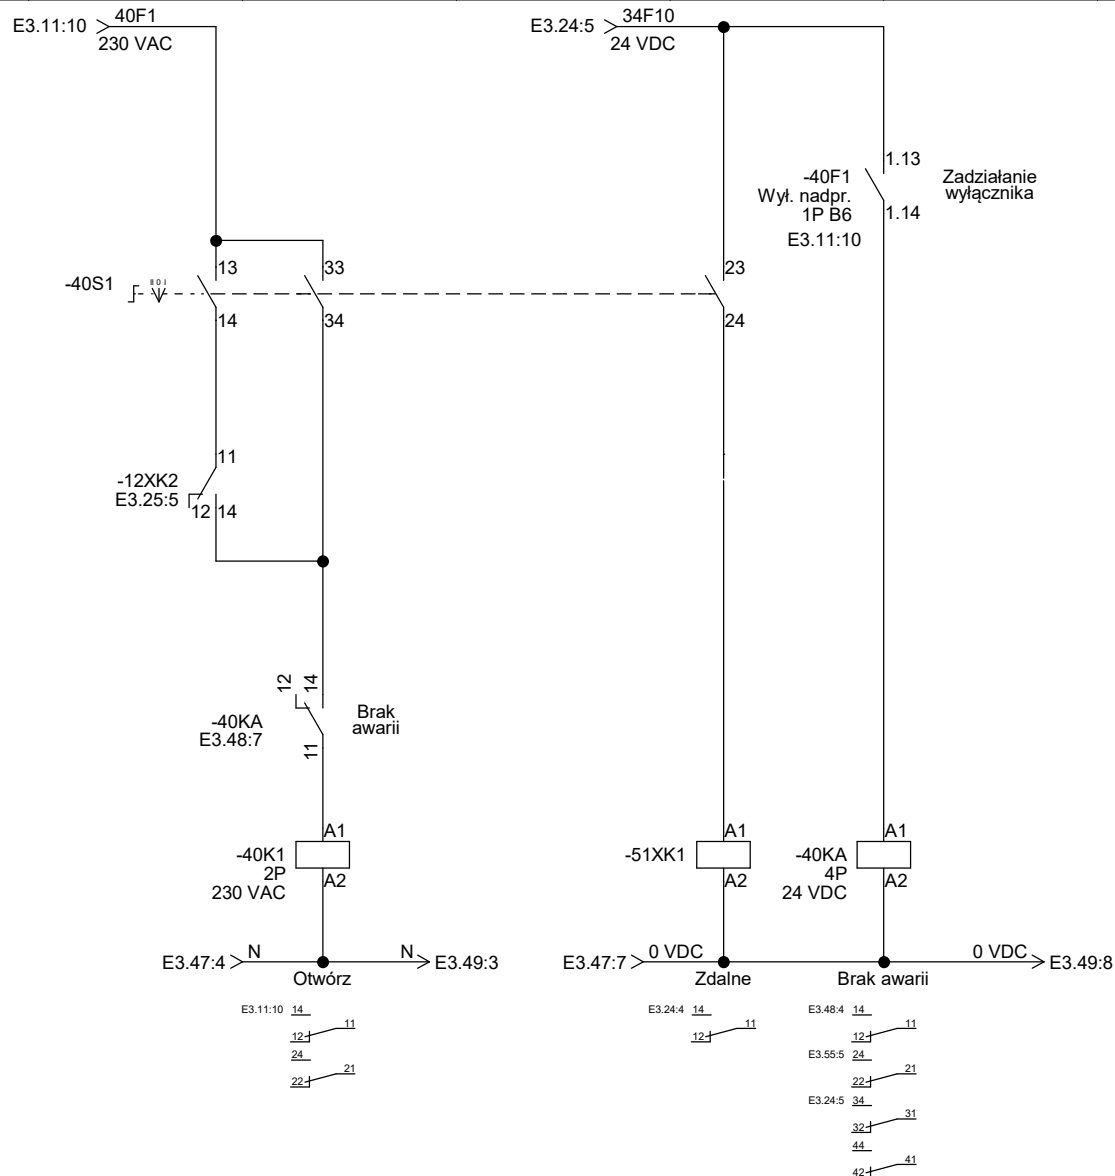 E3.11:10
40F1
230 VAC
E3.24:5
34F10
24 VDC
-40F1
Wył. nadpr.
1P B6
E3.11:10
1.13
1.14
Zadziałanie
wyłącznika
-40S1
II 0 I
13
14
33
34
23
24
-12XK2
E3.25:5
11
12 14
12
14
-40KA
E3.48:7
11
Brak
awarii
-40K1
2P
230 VAC
A1
A2
-51XK1
A1
A2
-40KA
4P
24 VDC
A1
A2
E3.47:4
N
N
E3.49:3
Otwórz
E3.47:7
0 VDC
0 VDC
E3.49:8
Zdalne
Brak awarii
E3.11:10 14
11
12
24
21
22
E3.24:4 14
11
12
E3.48:4 14
11
12
E3.55:5 24
21
22
E3.24:5 34
31
32
44
41
42